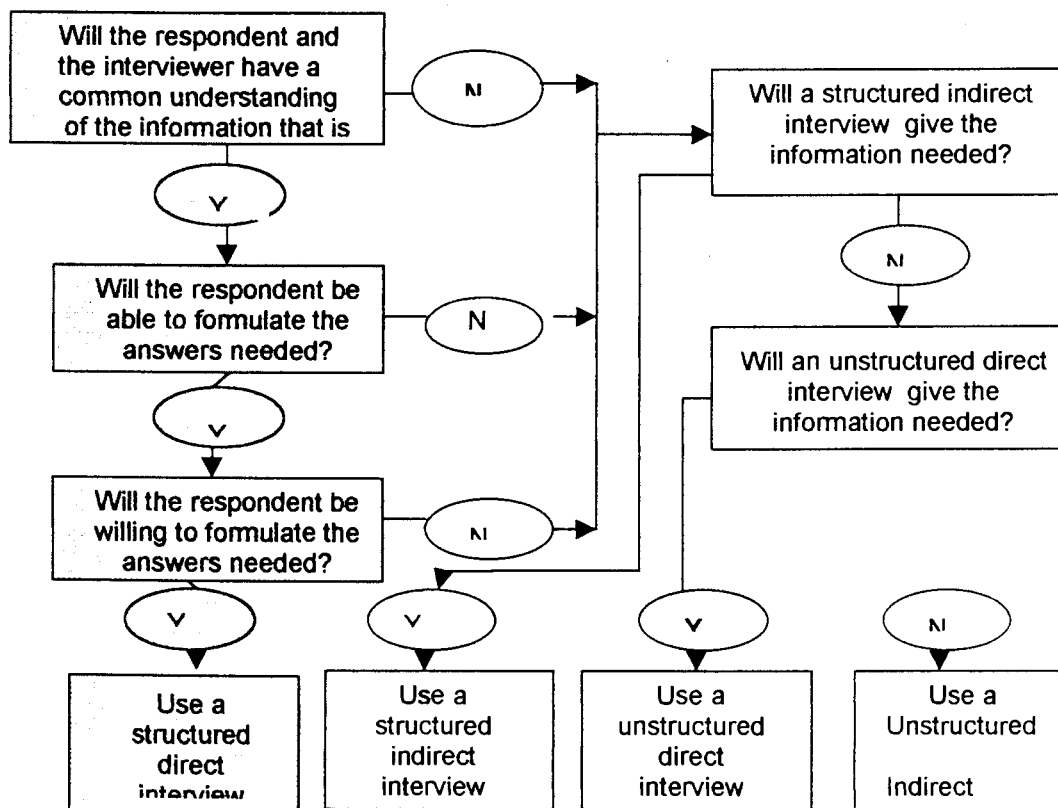 Will the respondent and
the interviewer have a
common understanding
of the information that is
N
Y
Will a structured indirect
interview give the
information needed?
N
Will the respondent be
able to formulate the
answers needed?
N
Y
Will an unstructured direct
interview give the
information needed?
Will the respondent be
willing to formulate the
answers needed?
N
Y
Y
Y
N
Use a
structured
direct
interview
Use a
structured
indirect
interview
Use a
unstructured
direct
interview
Use a
Unstructured
Indirect